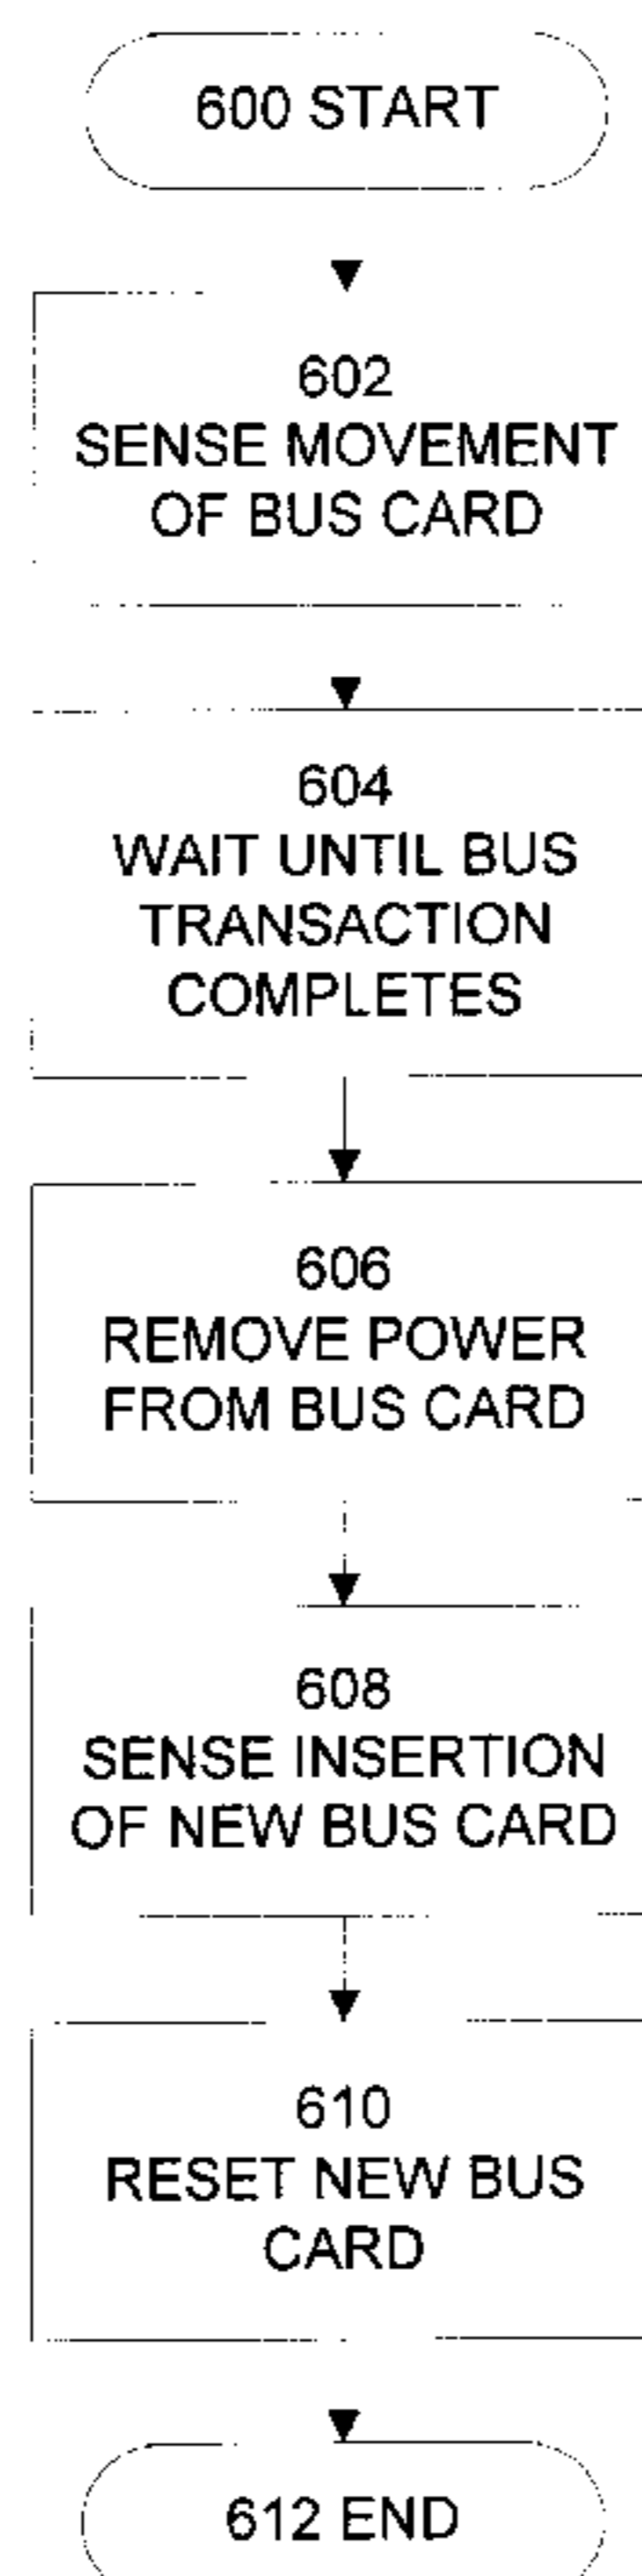 600 START
602
SENSE MOVEMENT
OF BUS CARD
604
WAIT UNTIL BUS
TRANSACTION
COMPLETES
606
REMOVE POWER
FROM BUS CARD
608
SENSE INSERTION
OF NEW BUS CARD
610
RESET NEW BUS
CARD
612 END